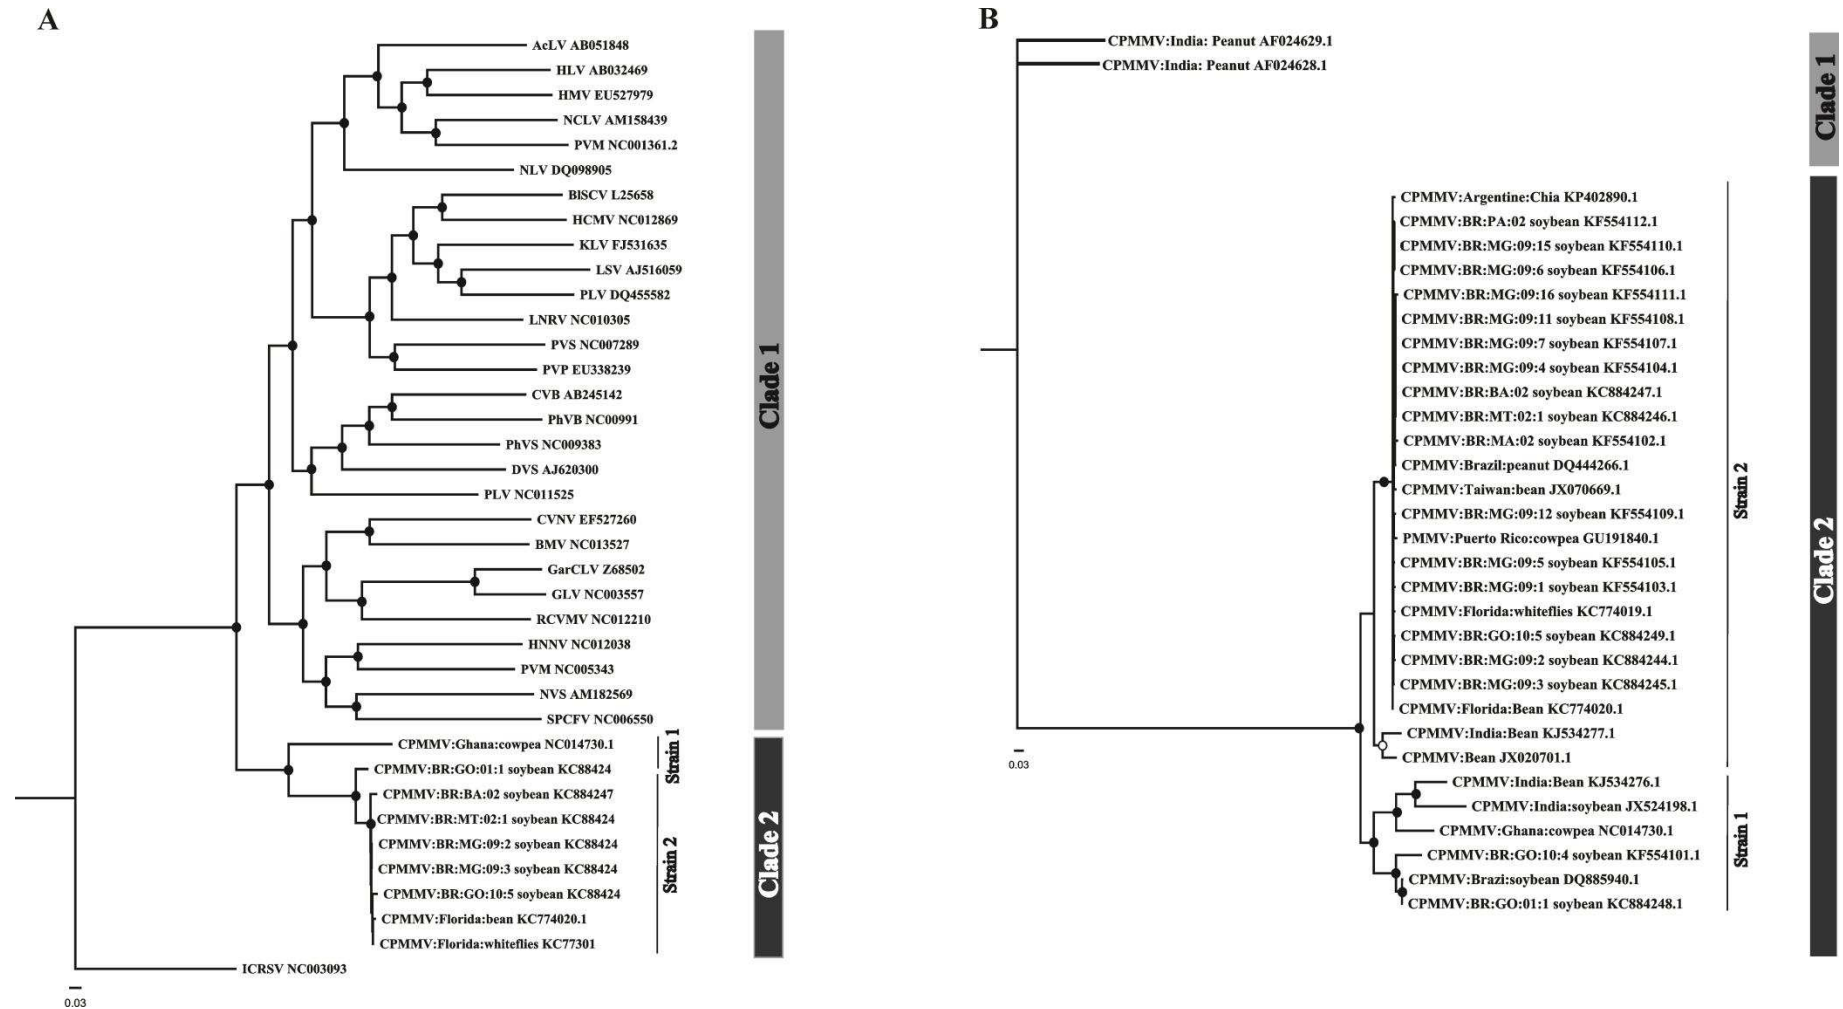 A
AcLV AB051848
HLV AB032469
HMV EU527979
NCLV AM158439
PVM NC001361.2
NLV DQ098905
BlSCV L25658
HCMV NC012869
KLV FJ531635
LSV AJ516059
PLV DQ455582
LNRV NC010305
PVS NC007289
PVP EU338239
CVB AB245142
PhVB NC00991
PhVS NC009383
DVS AJ620300
PLV NC011525
CVNV EF527260
BMV NC013527
GarCLV Z68502
GLV NC003557
RCVMV NC012210
HNNV NC012038
PVM NC005343
NVS AM182569
SPCFV NC006550
CPMMV:Ghana:cowpea NC014730.1
CPMMV:BR:GO:01:1 soybean KC88424
CPMMV:BR:BA:02 soybean KC884247
CPMMV:BR:MT:02:1 soybean KC88424
CPMMV:BR:MG:09:2 soybean KC88424
CPMMV:BR:MG:09:3 soybean KC88424
CPMMV:BR:GO:10:5 soybean KC88424
CPMMV:Florida:bean KC774020.1
CPMMV:Florida:whiteflies KC77301
ICRSV NC003093
0.03
Strain 1
Strain 2
Clade 1
Clade 2
B
CPMMV:India: Peanut AF024629.1
CPMMV:India: Peanut AF024628.1
CPMMV:Argentine:Chia KP402890.1
CPMMV:BR:PA:02 soybean KF554112.1
CPMMV:BR:MG:09:15 soybean KF554110.1
CPMMV:BR:MG:09:6 soybean KF554106.1
CPMMV:BR:MG:09:16 soybean KF554111.1
CPMMV:BR:MG:09:11 soybean KF554108.1
CPMMV:BR:MG:09:7 soybean KF554107.1
CPMMV:BR:MG:09:4 soybean KF554104.1
CPMMV:BR:BA:02 soybean KC884247.1
CPMMV:BR:MT:02:1 soybean KC884246.1
CPMMV:BR:MA:02 soybean KF554102.1
CPMMV:Brazil:peanut DQ444266.1
CPMMV:Taiwan:bean JX070669.1
CPMMV:BR:MG:09:12 soybean KF554109.1
PMMV:Puerto Rico:cowpea GU191840.1
CPMMV:BR:MG:09:5 soybean KF554105.1
CPMMV:BR:MG:09:1 soybean KF554103.1
CPMMV:Florida:whiteflies KC774019.1
CPMMV:BR:GO:10:5 soybean KC884249.1
CPMMV:BR:MG:09:2 soybean KC884244.1
CPMMV:BR:MG:09:3 soybean KC884245.1
CPMMV:Florida:Bean KC774020.1
CPMMV:India:Bean KJ534277.1
CPMMV:Bean JX020701.1
CPMMV:India:Bean KJ534276.1
CPMMV:India:soybean JX524198.1
CPMMV:Ghana:cowpea NC014730.1
CPMMV:BR:GO:10:4 soybean KF554101.1
CPMMV:Brazi:soybean DQ885940.1
CPMMV:BR:GO:01:1 soybean KC884248.1
0.03
Strain 2
Strain 1
Clade 1
Clade 2